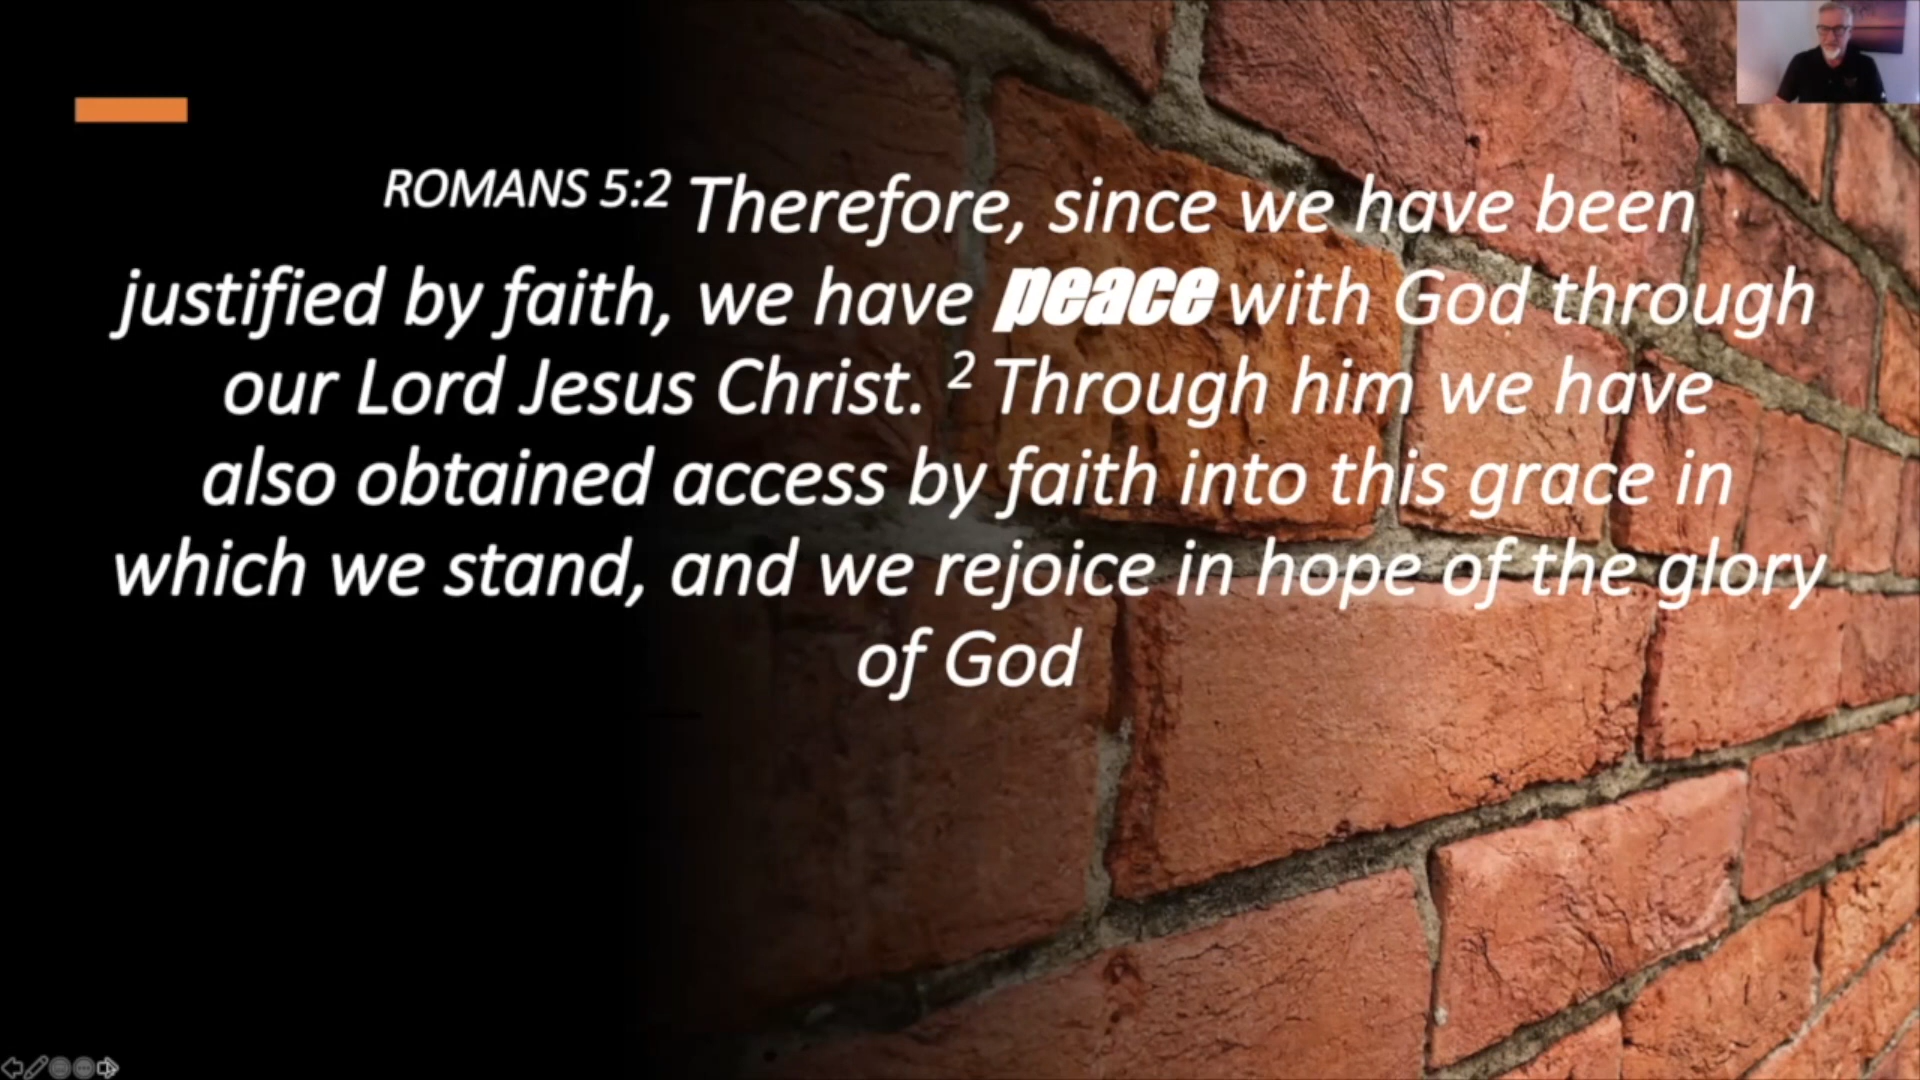 ROMANS 5:2 Therefore, since we have been
justified by faith, we have peace with God through
our Lord Jesus Christ. 2 Through him we have
also obtained access by faith into this grace in
which we stand, and we rejoice in hope of the glory
of God